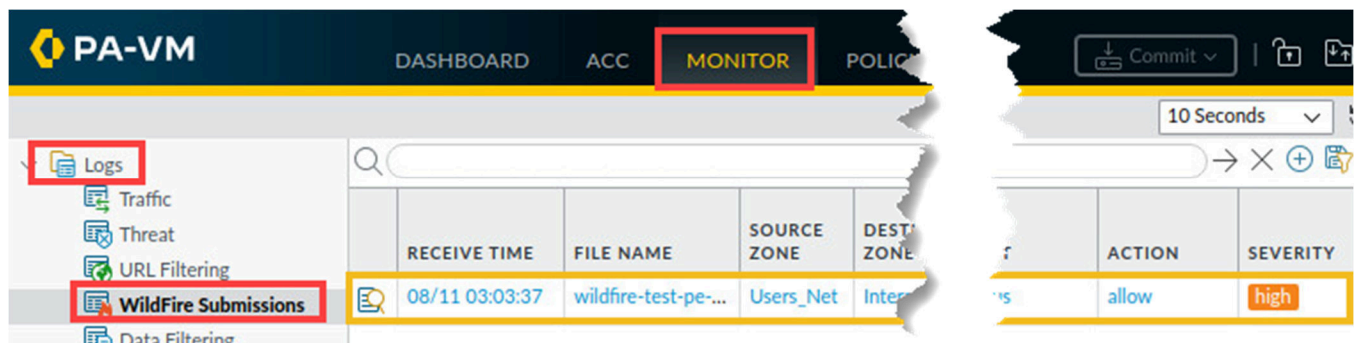 PA-VM
DASHBOARD ACC MONITOR
Commit
10 Seconds
Logs
Traffic
Threat
URL Filtering
WildFire Submissions
Data Filtering
RECEIVE TIME FILE NAME SOURCE ZONE ZONE ACTION SEVERITY
08/11 03:03:37 wildfire-test-pe-... Users_Net allow high